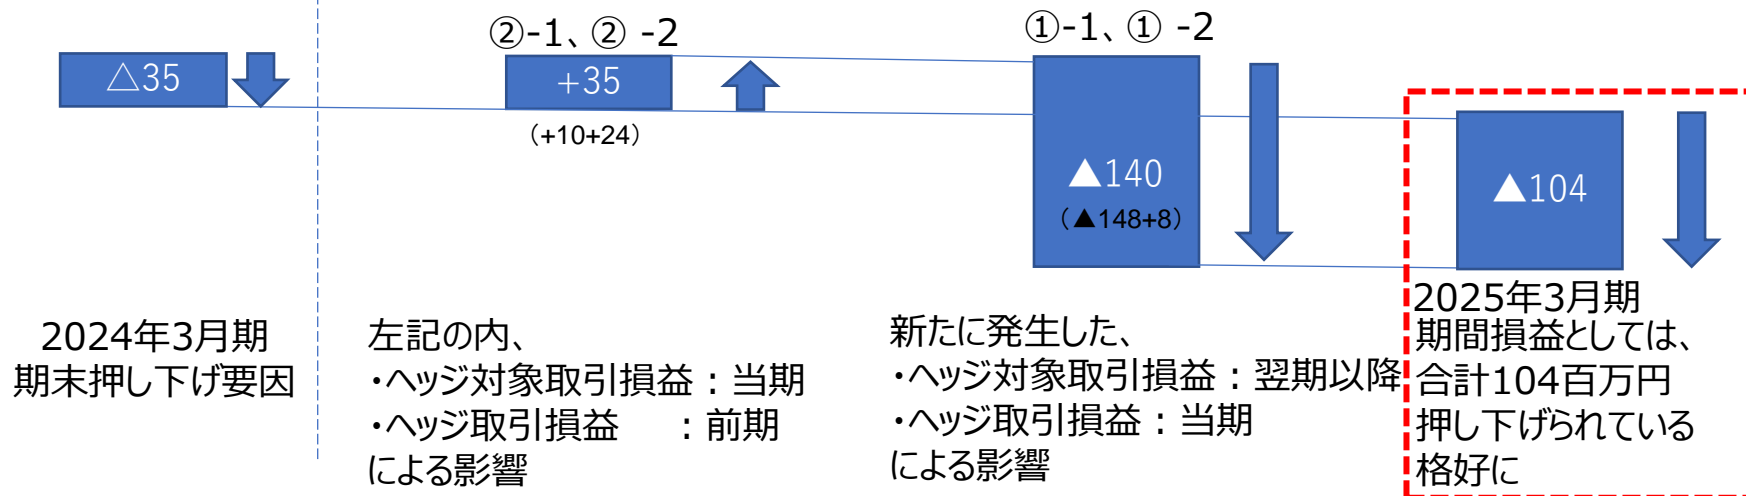 △35
2024年3月期
期末押し下げ要因
②-1、② -2
+35
(+10+24)
左記の内、
・ヘッジ対象取引損益:当期
・ヘッジ取引損益 :前期
による影響
①-1、① -2
▲140
(▲148+8)
新たに発生した、
・ヘッジ対象取引損益:翌期以降
・ヘッジ取引損益:当期
による影響
▲104
2025年3月期
期間損益としては、
合計104百万円
押し下げられている
格好に